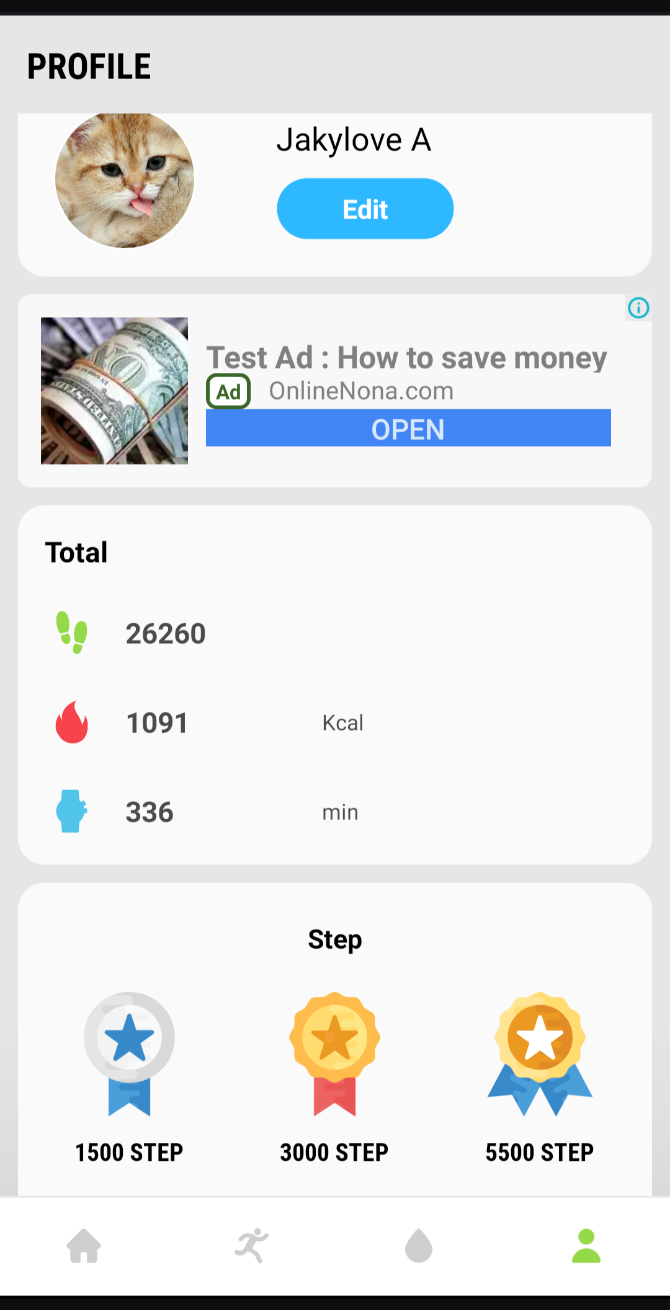 PROFILE
Jakylove A
Edit
Test Ad : How to save money
Ad OnlineNona.com
OPEN
Total
26260
1091 Kcal
336 min
Step
1500 STEP 3000 STEP 5500 STEP